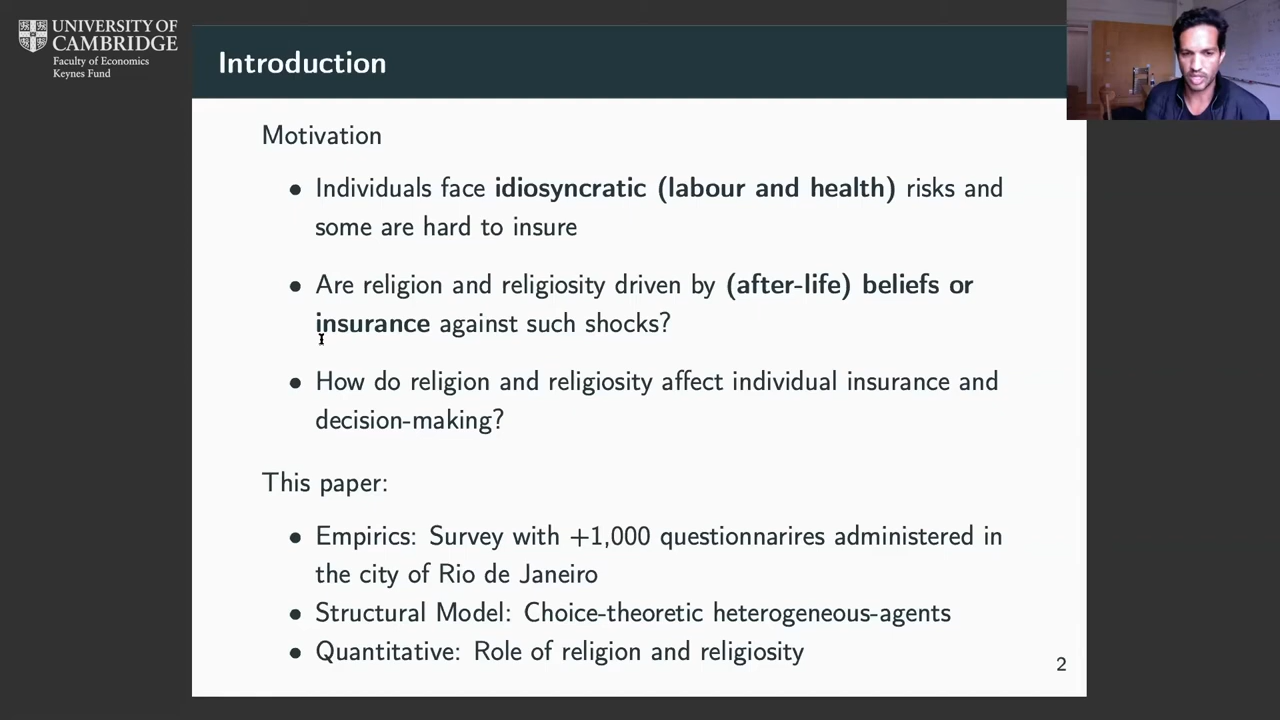 UNIVERSITY OF
CAMBRIDGE
Faculty of Economics
Keynes Fund
Introduction
Motivation
• Individuals face idiosyncratic (labour and health) risks and
some are hard to insure
• Are religion and religiosity driven by (after-life) beliefs or
insurance against such shocks?
• How do religion and religiosity affect individual insurance and
decision-making?
This paper:
• Empirics: Survey with +1,000 questionnarires administered in
the city of Rio de Janeiro
• Structural Model: Choice-theoretic heterogeneous-agents
• Quantitative: Role of religion and religiosity
2